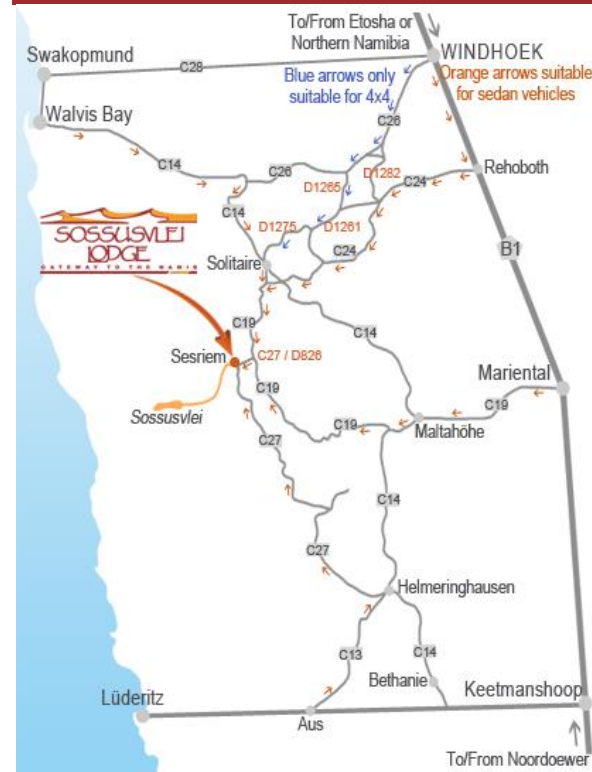 To/From Etosha or
Northern Namibia
WINDHOEK
Swakopmund
C28
Blue arrows only
suitable for 4x4
Orange arrows suitable
for sedan vehicles
Walvis Bay
C26
C14
C26
D1265
D1282
C24
Rehoboth
C14
D1275
D1261
SOSSUSVLEI
LODGE
GATEWAY TO THE NAMIB
Solitaire
C24
B1
C19
C14
Sesriem
C27 / D826
Mariental
C19
C19
Sossusvlei
C19
Maltahöhe
C27
C14
C27
Helmeringhausen
C13
C14
Bethanie
Keetmanshoop
Lüderitz
Aus
To/From Noordoewer